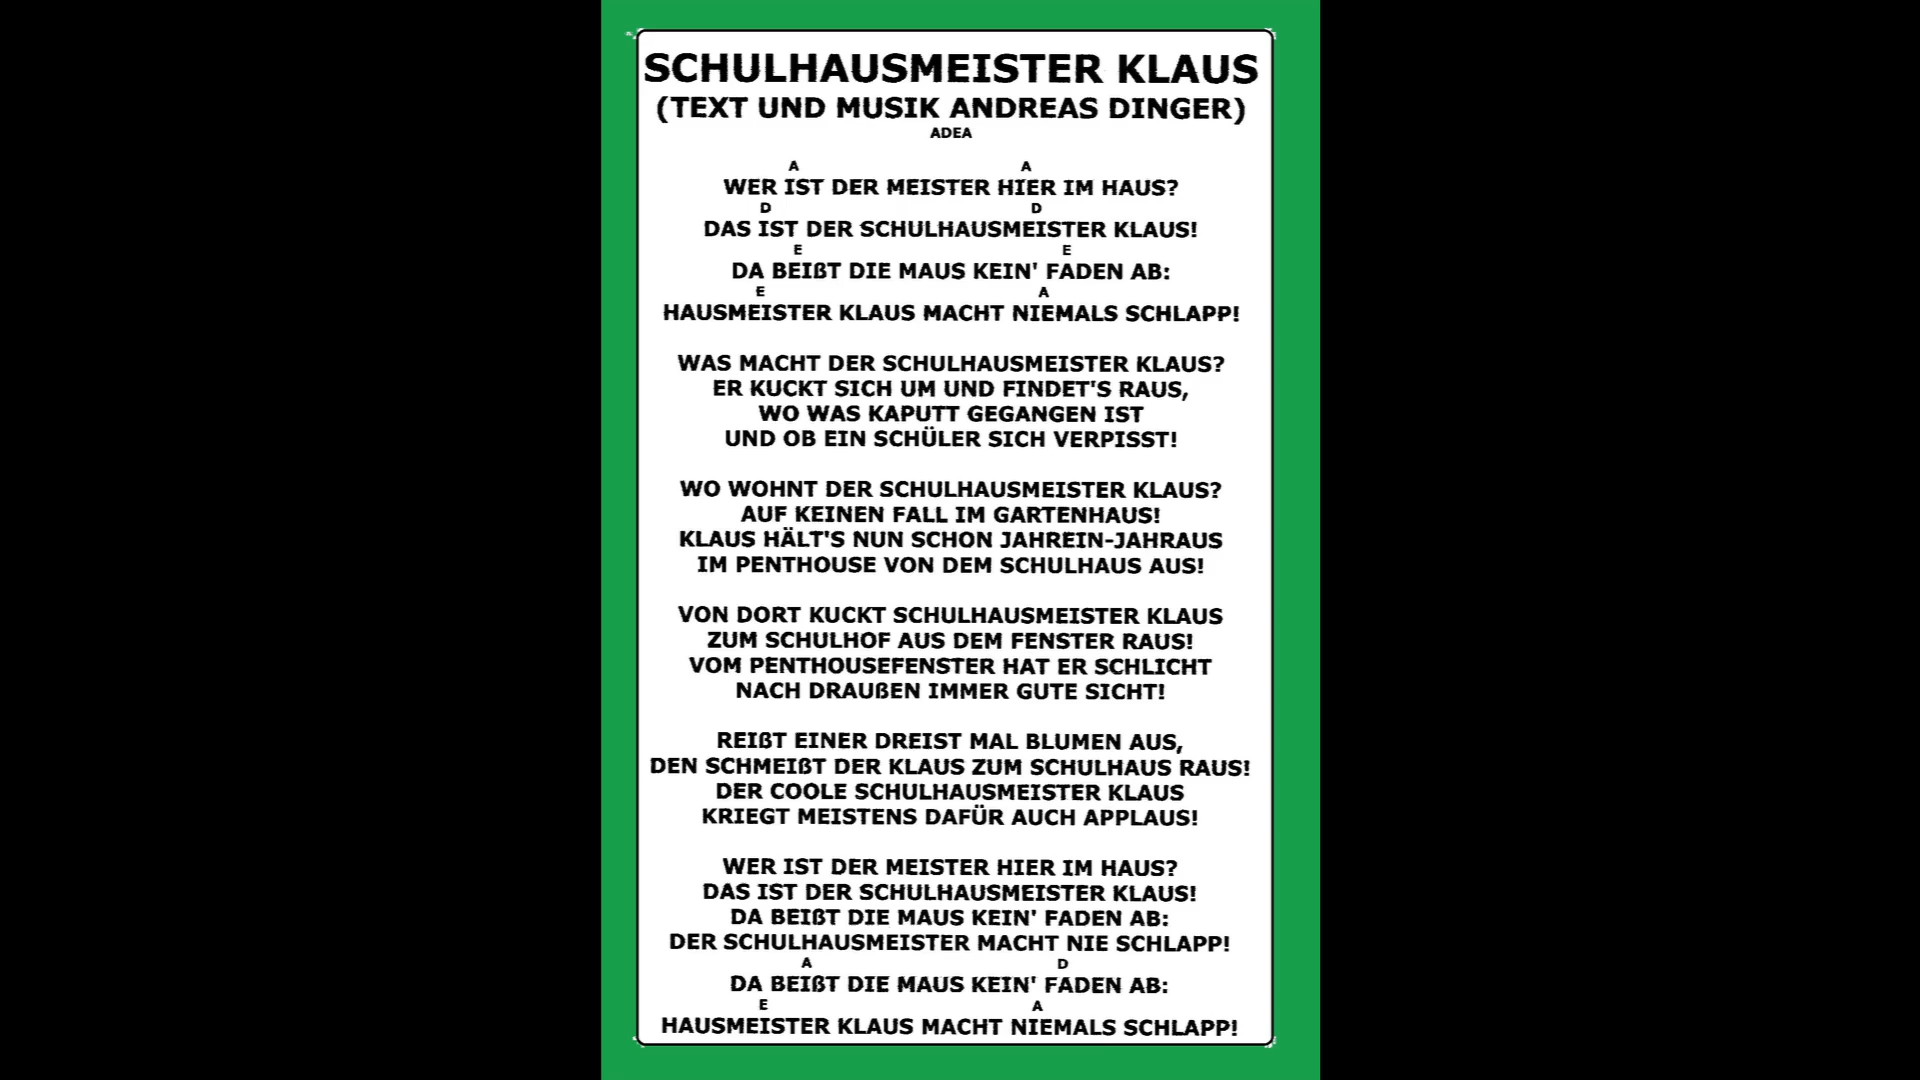 SCHULHAUSMEISTER KLAUS
(TEXT UND MUSIK ANDREAS DINGER)
ADEA
A A
WER IST DER MEISTER HIER IM HAUS?
D D
DAS IST DER SCHULHAUSMEISTER KLAUS!
E E
DA BEIßT DIE MAUS KEIN' FADEN AB:
E A
HAUSMEISTER KLAUS MACHT NIEMALS SCHLAPP!
WAS MACHT DER SCHULHAUSMEISTER KLAUS?
ER KUCKT SICH UM UND FINDET'S RAUS,
WO WAS KAPUTT GEGANGEN IST
UND OB EIN SCHÜLER SICH VERPISST!
WO WOHNT DER SCHULHAUSMEISTER KLAUS?
AUF KEINEN FALL IM GARTENHAUS!
KLAUS HÄLT'S NUN SCHON JAHREIN-JAHRAUS
IM PENTHOUSE VON DEM SCHULHAUS AUS!
VON DORT KUCKT SCHULHAUSMEISTER KLAUS
ZUM SCHULHOF AUS DEM FENSTER RAUS!
VOM PENTHOUSEFENSTER HAT ER SCHLICHT
NACH DRAUßEN IMMER GUTE SICHT!
REIßT EINER DREIST MAL BLUMEN AUS,
DEN SCHMEIßT DER KLAUS ZUM SCHULHAUS RAUS!
DER COOLE SCHULHAUSMEISTER KLAUS
KRIEGT MEISTENS DAFÜR AUCH APPLAUS!
WER IST DER MEISTER HIER IM HAUS?
DAS IST DER SCHULHAUSMEISTER KLAUS!
DA BEIßT DIE MAUS KEIN' FADEN AB:
DER SCHULHAUSMEISTER MACHT NIE SCHLAPP!
A D
DA BEIßT DIE MAUS KEIN' FADEN AB:
E A
HAUSMEISTER KLAUS MACHT NIEMALS SCHLAPP!